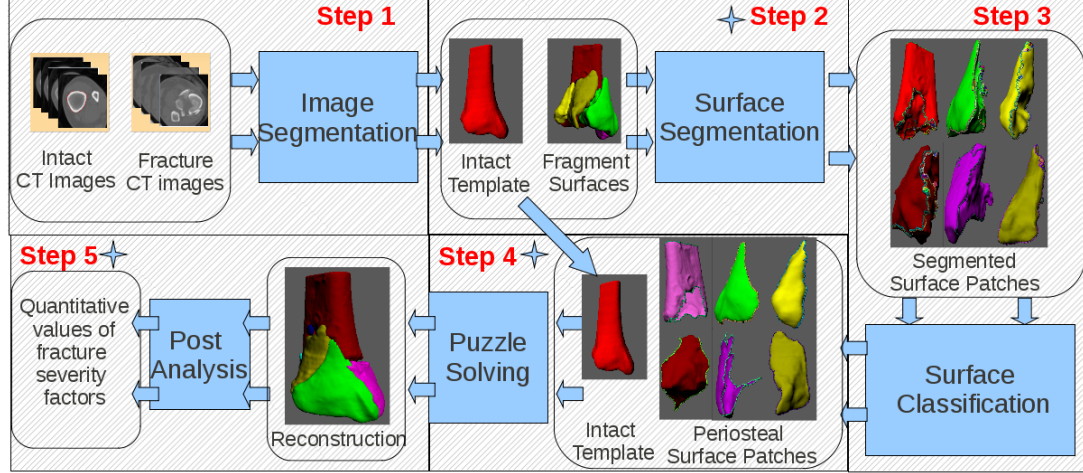 Step 1
Intact
CT Images
Fracture
CT images
Image
Segmentation
Step 2
Intact
Template
Fragment
Surfaces
Surface
Segmentation
Step 3
Segmented
Surface Patches
Surface
Classification
Step 4
Intact
Template
Periosteal
Surface Patches
Puzzle
Solving
Step 5
Reconstruction
Post
Analysis
Quantitative
values of
fracture
severity
factors